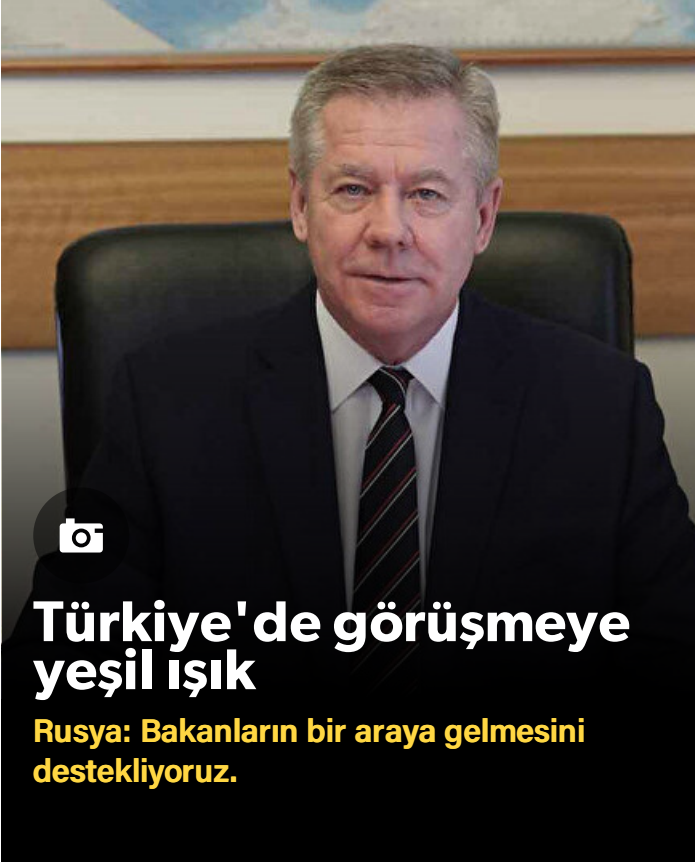 Türkiye'de görüşmeye
yeşil ışık
Rusya: Bakanların bir araya gelmesini
destekliyoruz.